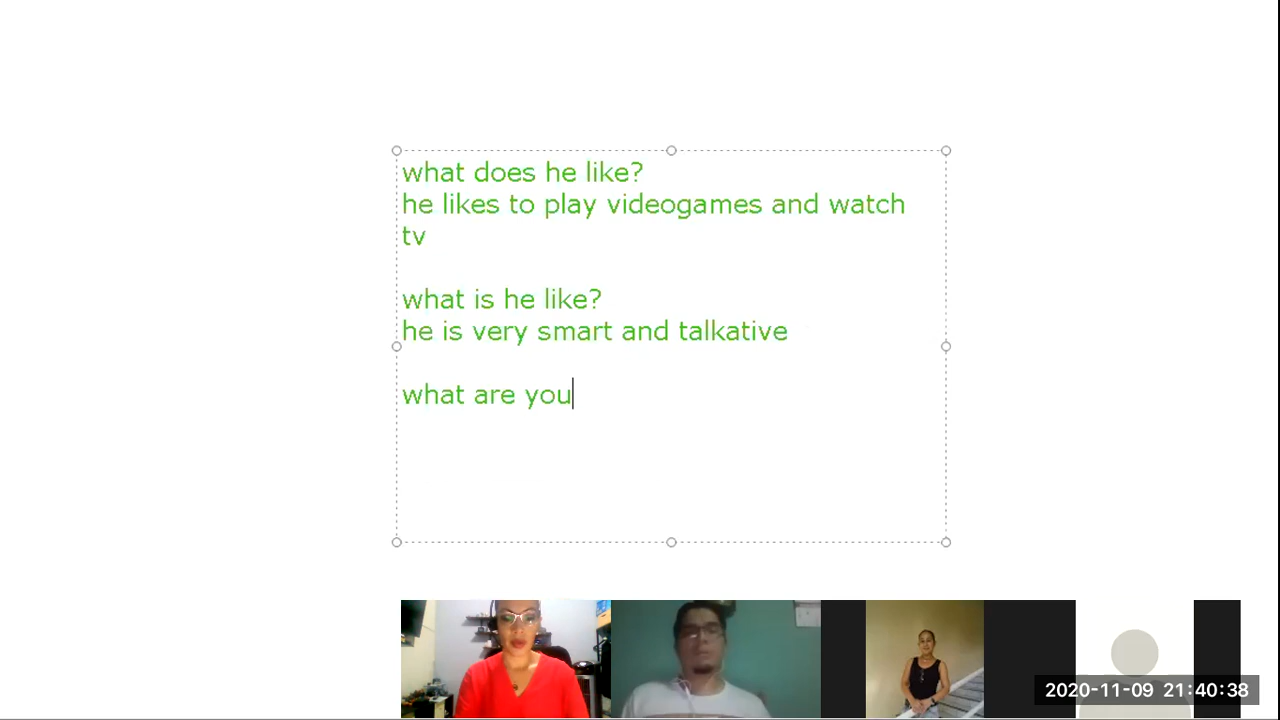 what does he like?
he likes to play videogames and watch
tv
what is he like?
he is very smart and talkative
what are you
2020-11-09 21:40:38